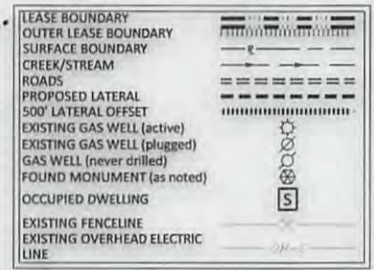 LEASE BOUNDARY
OUTER LEASE BOUNDARY
SURFACE BOUNDARY
CREEK/STREAM
ROADS
PROPOSED LATERAL
500' LATERAL OFFSET
EXISTING GAS WELL (active)
EXISTING GAS WELL (plugged)
GAS WELL (never drilled)
FOUND MONUMENT (as noted)
OCCUPIED DWELLING S
EXISTING FENCELINE
EXISTING OVERHEAD ELECTRIC
LINE